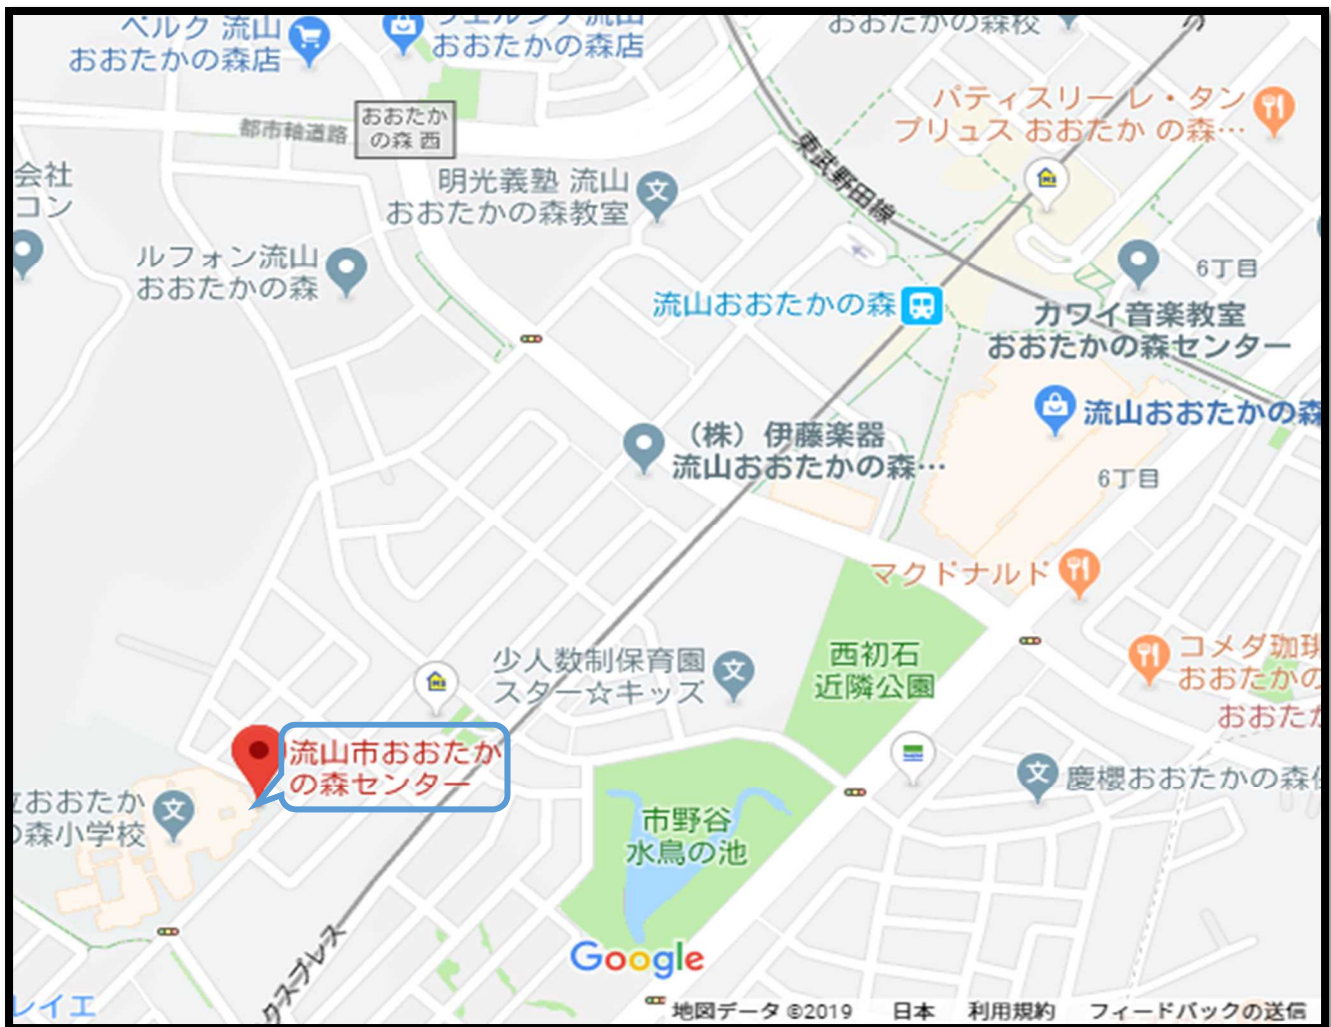 ベルク 流山
おおたかの森店
おおたかの森店
おおたかの森校
おおたか
の森 西
都市軸道路
パティスリー レ・タン
ブリュス おおたか の森…
東武野田線
会社
コン
明光義塾 流山
おおたかの森教室
ルフォン流山
おおたかの森
6丁目
流山おおたかの森
カワイ音楽教室
おおたかの森センター
流山おおたかの森
(株) 伊藤楽器
流山おおたかの森…
6丁目
マクドナルド
少人数制保育園
スター☆キッズ
西初石
近隣公園
コメダ珈琲
おおたかの
おおたか
流山市おおたか
の森センター
立おおたか
の森小学校
慶櫻おおたかの森保
市野谷
水鳥の池
クスプレス
Google
レイエ
地図データ ©2019 日本 利用規約 フィードバックの送信